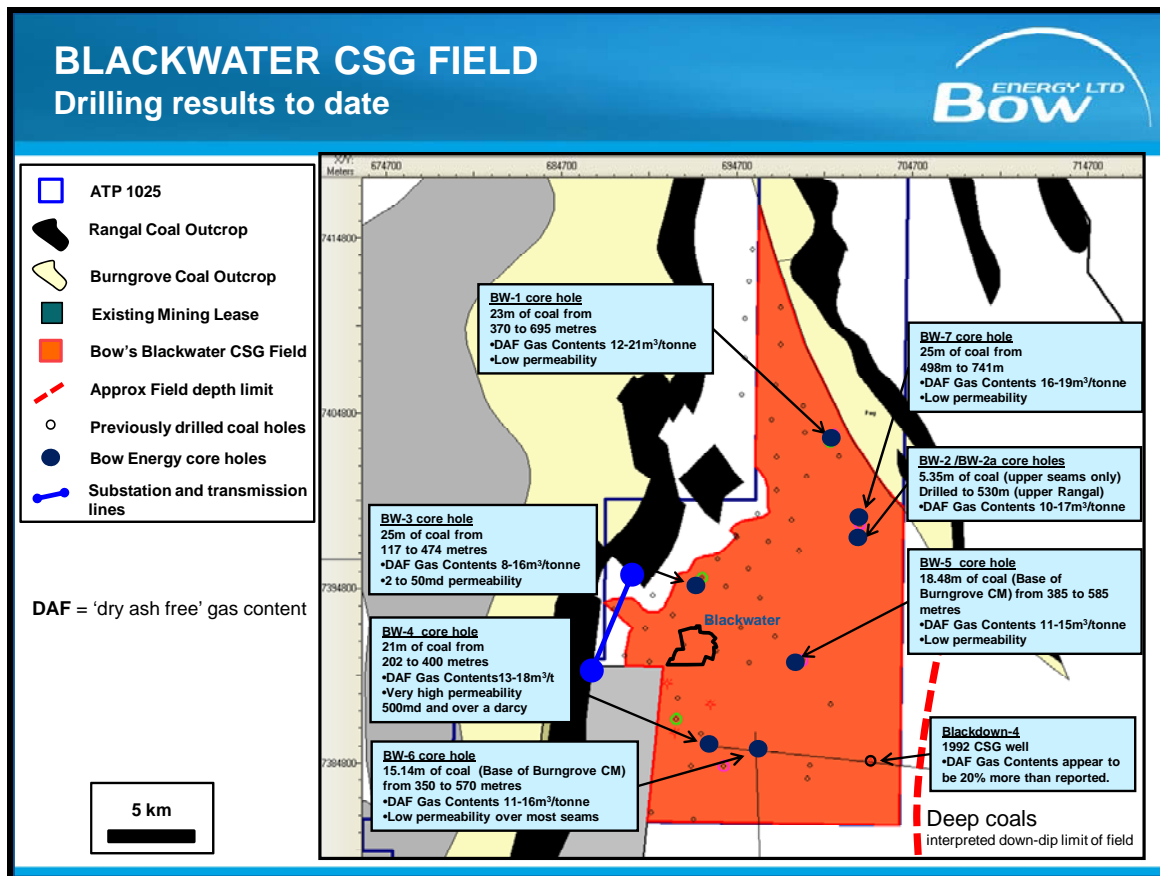 BLACKWATER CSG FIELD
Drilling results to date
ENERGY LTD
BOW
ATP 1025
Rangal Coal Outcrop
Burngrove Coal Outcrop
Existing Mining Lease
Bow's Blackwater CSG Field
Approx Field depth limit
Previously drilled coal holes
Bow Energy core holes
Substation and transmission
lines
DAF = 'dry ash free' gas content
5 km
X/Y:
Meters
674700
684700
694700
704700
714700
7414800
7404800
7394800
7384800
BW-1 core hole
23m of coal from
370 to 695 metres
•DAF Gas Contents 12-21m³/tonne
•Low permeability
BW-7 core hole
25m of coal from
498m to 741m
•DAF Gas Contents 16-19m³/tonne
•Low permeability
BW-2 /BW-2a core holes
5.35m of coal (upper seams only)
Drilled to 530m (upper Rangal)
•DAF Gas Contents 10-17m³/tonne
BW-3 core hole
25m of coal from
117 to 474 metres
•DAF Gas Contents 8-16m³/tonne
•2 to 50md permeability
BW-5 core hole
18.48m of coal (Base of
Burngrove CM) from 385 to 585
metres
•DAF Gas Contents 11-15m³/tonne
•Low permeability
Blackwater
BW-4 core hole
21m of coal from
202 to 400 metres
•DAF Gas Contents13-18m³/t
•Very high permeability
500md and over a darcy
BW-6 core hole
15.14m of coal (Base of Burngrove CM)
from 350 to 570 metres
•DAF Gas Contents 11-16m³/tonne
•Low permeability over most seams
Blackdown-4
1992 CSG well
•DAF Gas Contents appear to
be 20% more than reported.
Deep coals
interpreted down-dip limit of field